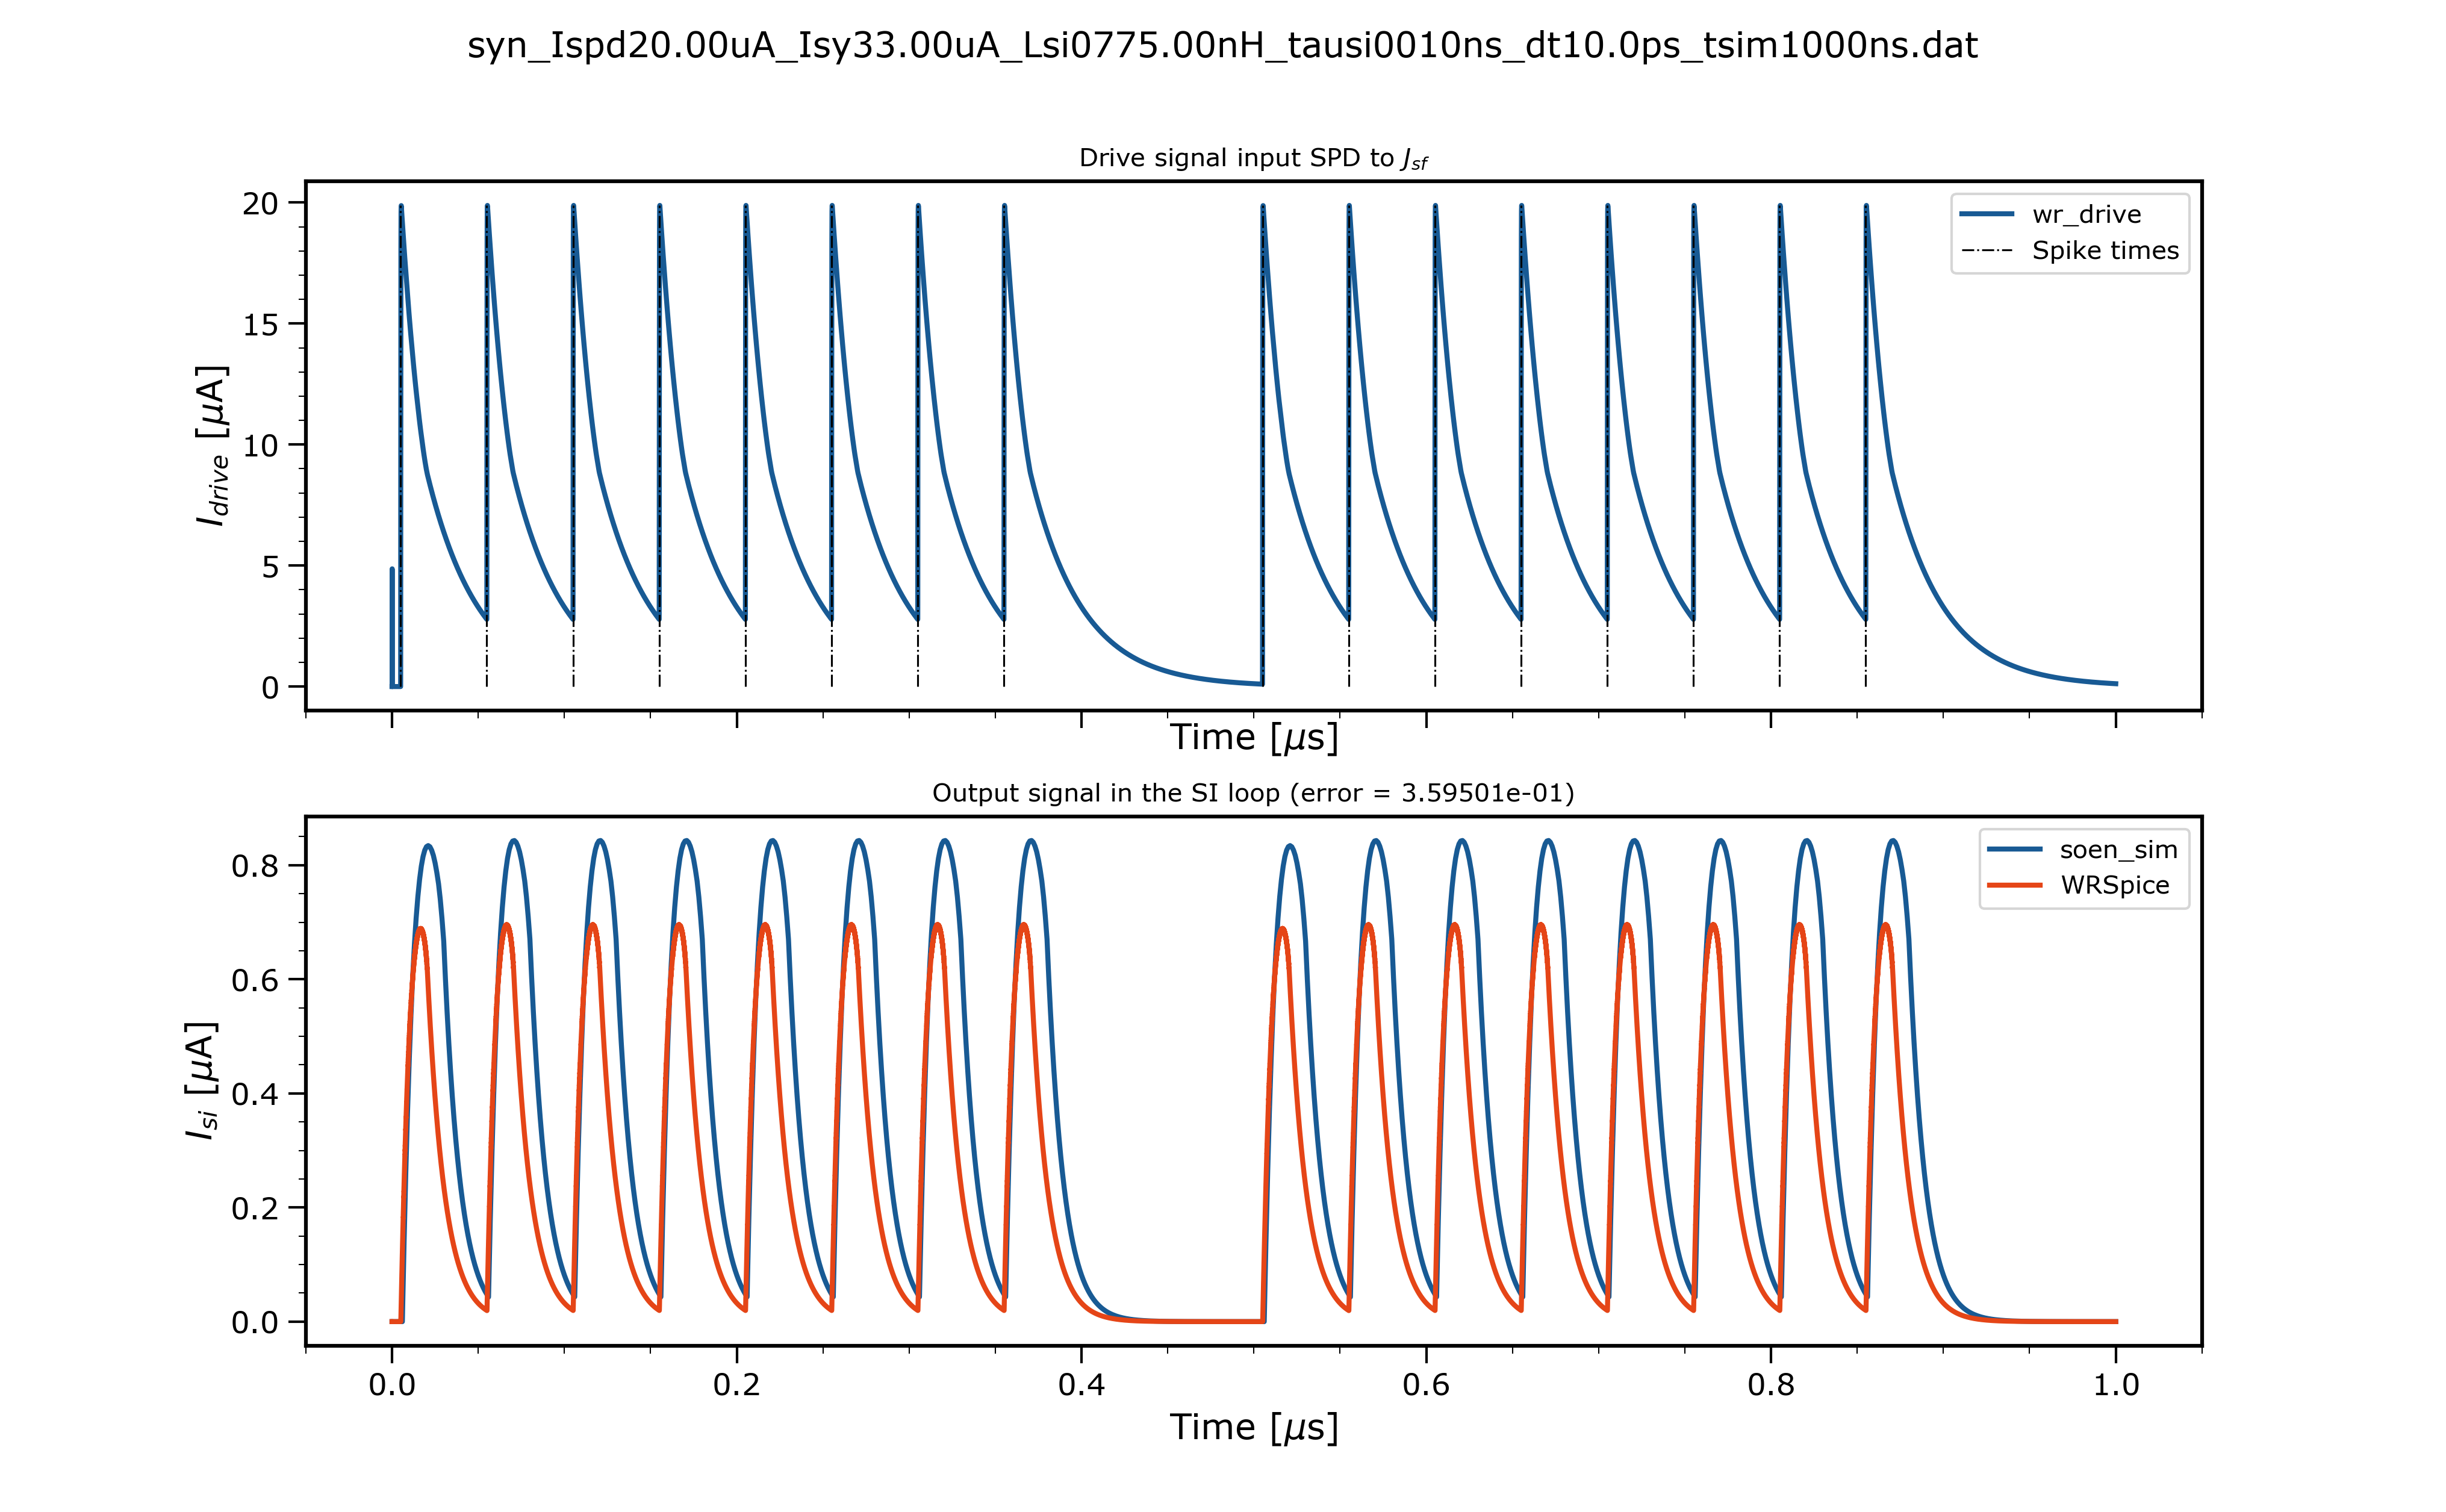 syn_Ispd20.00uA_Isy33.00uA_Lsi0775.00nH_tausi0010ns_dt10.0ps_tsim1000ns.dat
Drive signal input SPD to Jsf
20
15
10
5
0
Idrive [μA]
wr_drive
Spike times
Time [μs]
Output signal in the SI loop (error = 3.59501e-01)
0.8
0.6
0.4
0.2
0.0
Isi [μA]
soen_sim
WRSpice
0.0 0.2 0.4 0.6 0.8 1.0
Time [μs]